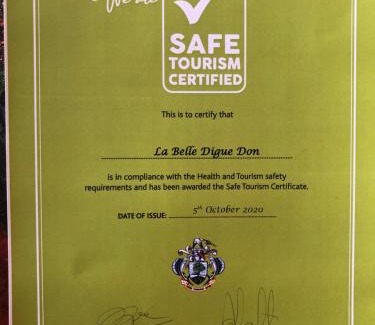 SAFE
TOURISM
CERTIFIED
This is to certify that
La Belle Digue Don
is in compliance with the Health and Tourism safety
requirements and has been awarded the Safe Tourism Certificate.
DATE OF ISSUE: 5th October 2020